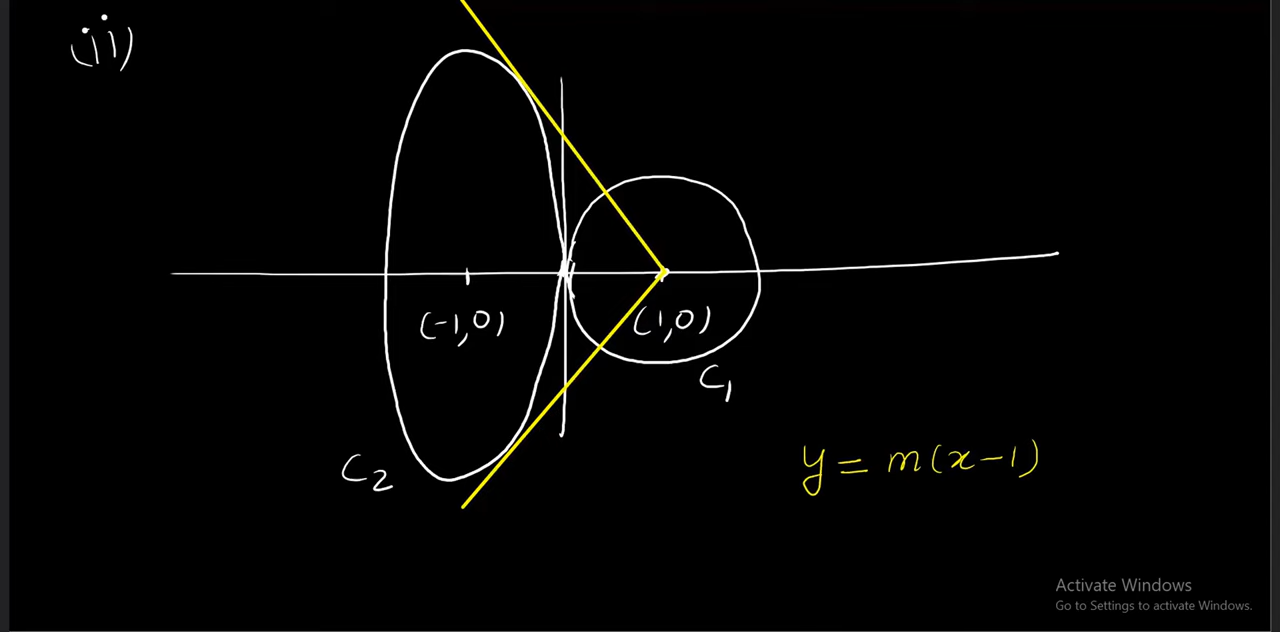 (ii)
(-1,0)
(1,0)
C1
C2
y = m(x-1)
Activate Windows
Go to Settings to activate Windows.